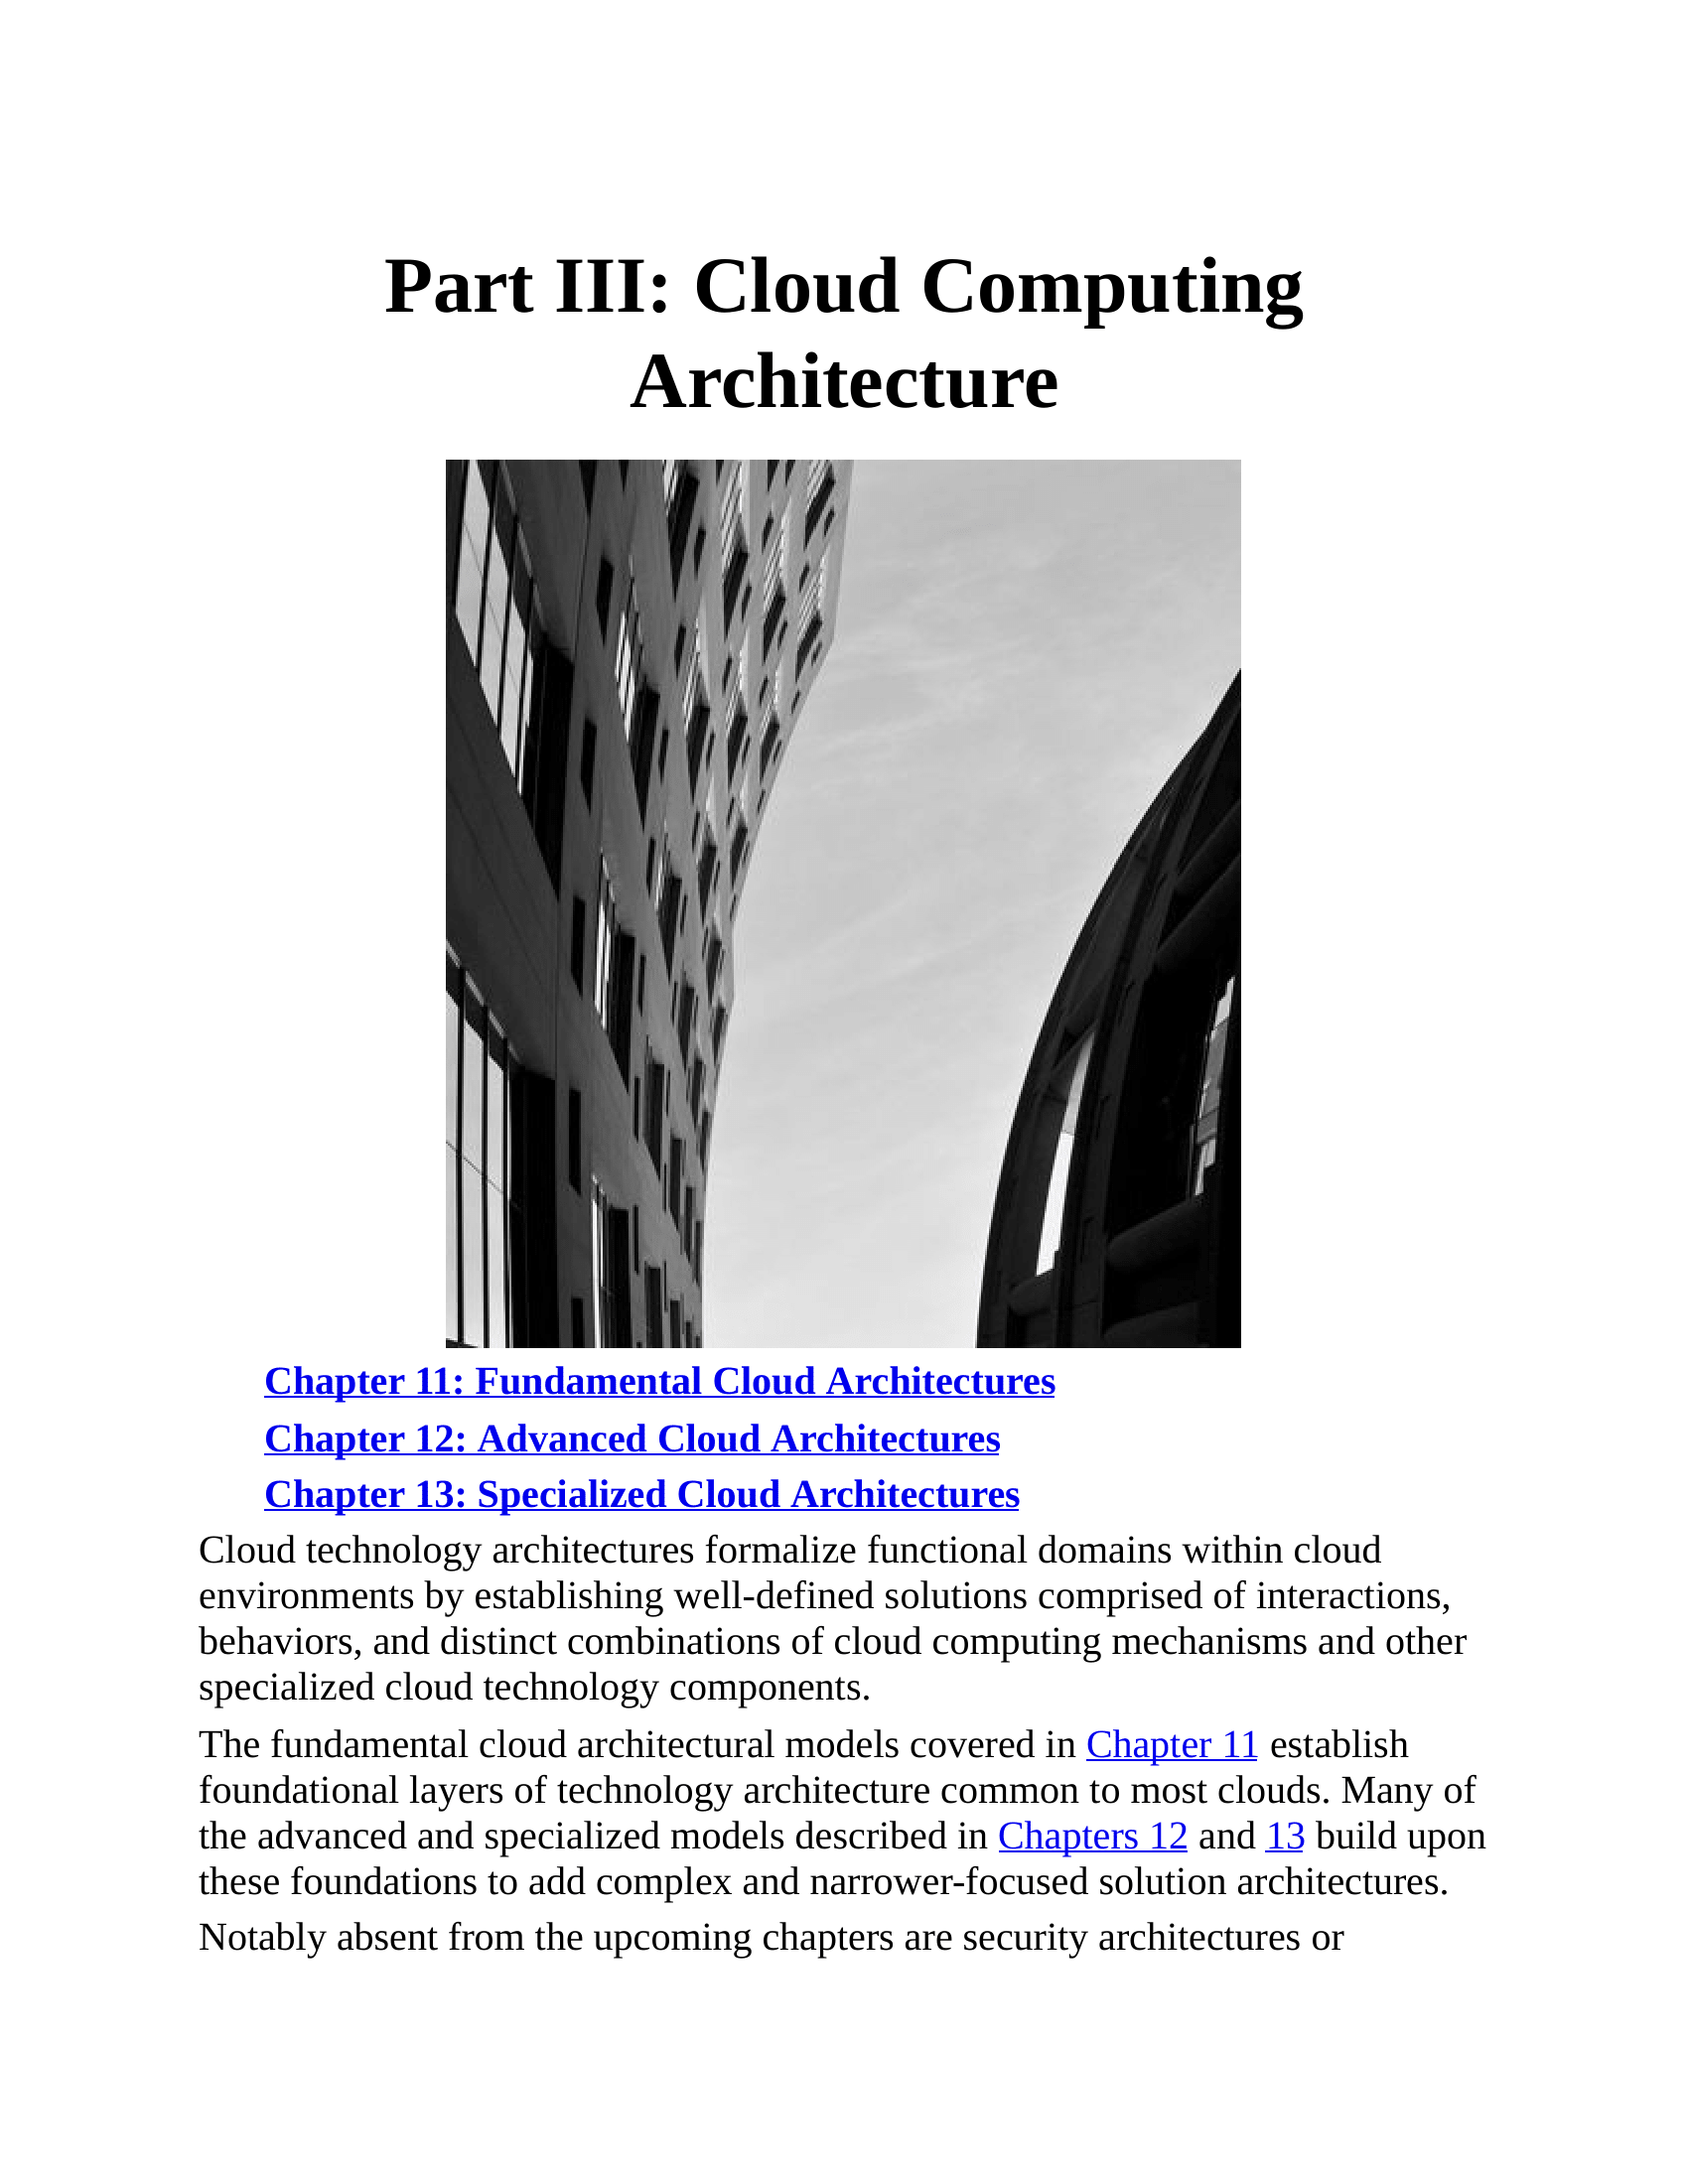 Part III: Cloud Computing
Architecture
Chapter 11: Fundamental Cloud Architectures
Chapter 12: Advanced Cloud Architectures
Chapter 13: Specialized Cloud Architectures
Cloud technology architectures formalize functional domains within cloud
environments by establishing well-defined solutions comprised of interactions,
behaviors, and distinct combinations of cloud computing mechanisms and other
specialized cloud technology components.
The fundamental cloud architectural models covered in Chapter 11 establish
foundational layers of technology architecture common to most clouds. Many of
the advanced and specialized models described in Chapters 12 and 13 build upon
these foundations to add complex and narrower-focused solution architectures.
Notably absent from the upcoming chapters are security architectures or